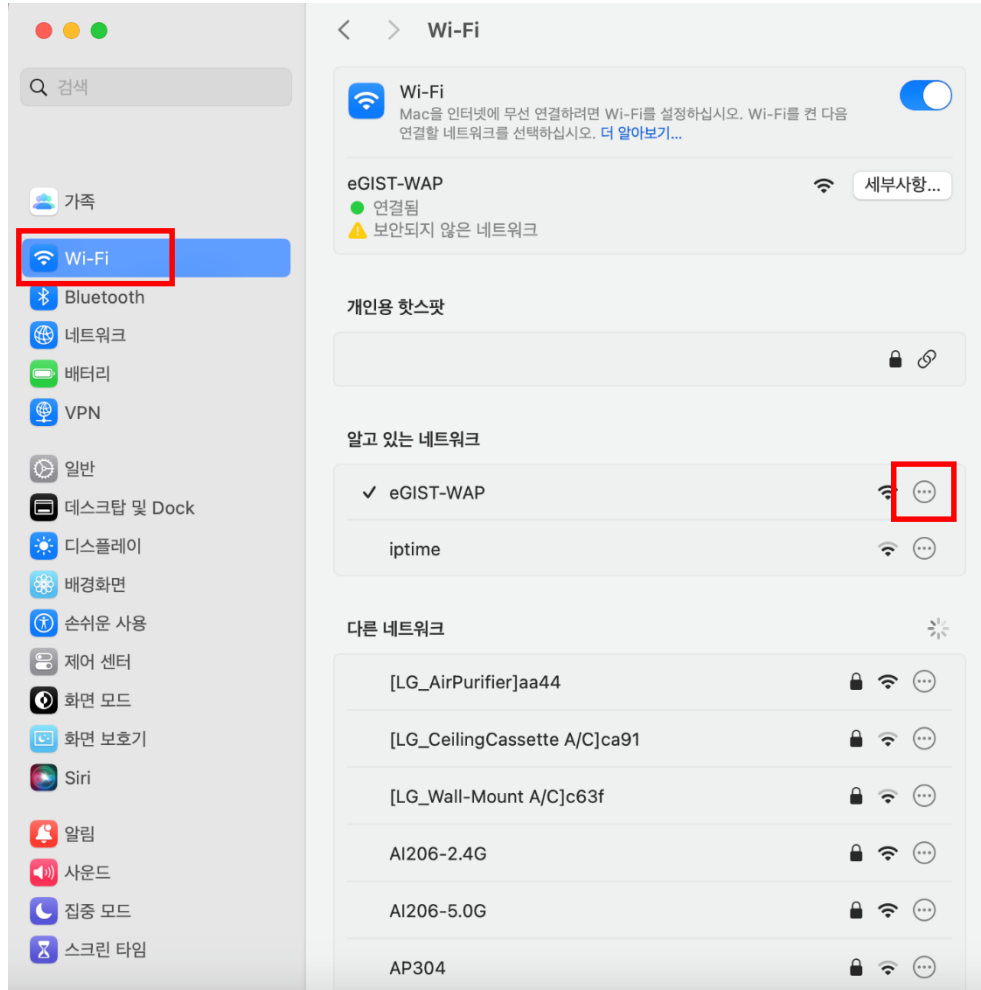 검색
가족
Wi-Fi
Bluetooth
네트워크
배터리
VPN
일반
데스크탑 및 Dock
디스플레이
배경화면
손쉬운 사용
제어 센터
화면 모드
화면 보호기
Siri
알림
사운드
집중 모드
스크린 타임
Wi-Fi
Wi-Fi
Mac을 인터넷에 무선 연결하려면 Wi-Fi를 설정하십시오. Wi-Fi를 켠 다음
연결할 네트워크를 선택하십시오. 더 알아보기...
eGIST-WAP
세부사항...
연결됨
보안되지 않은 네트워크
개인용 핫스팟
알고 있는 네트워크
eGIST-WAP
iptime
다른 네트워크
[LG_AirPurifier]aa44
[LG_CeilingCassette A/C]ca91
[LG_Wall-Mount A/C]c63f
AI206-2.4G
AI206-5.0G
AP304